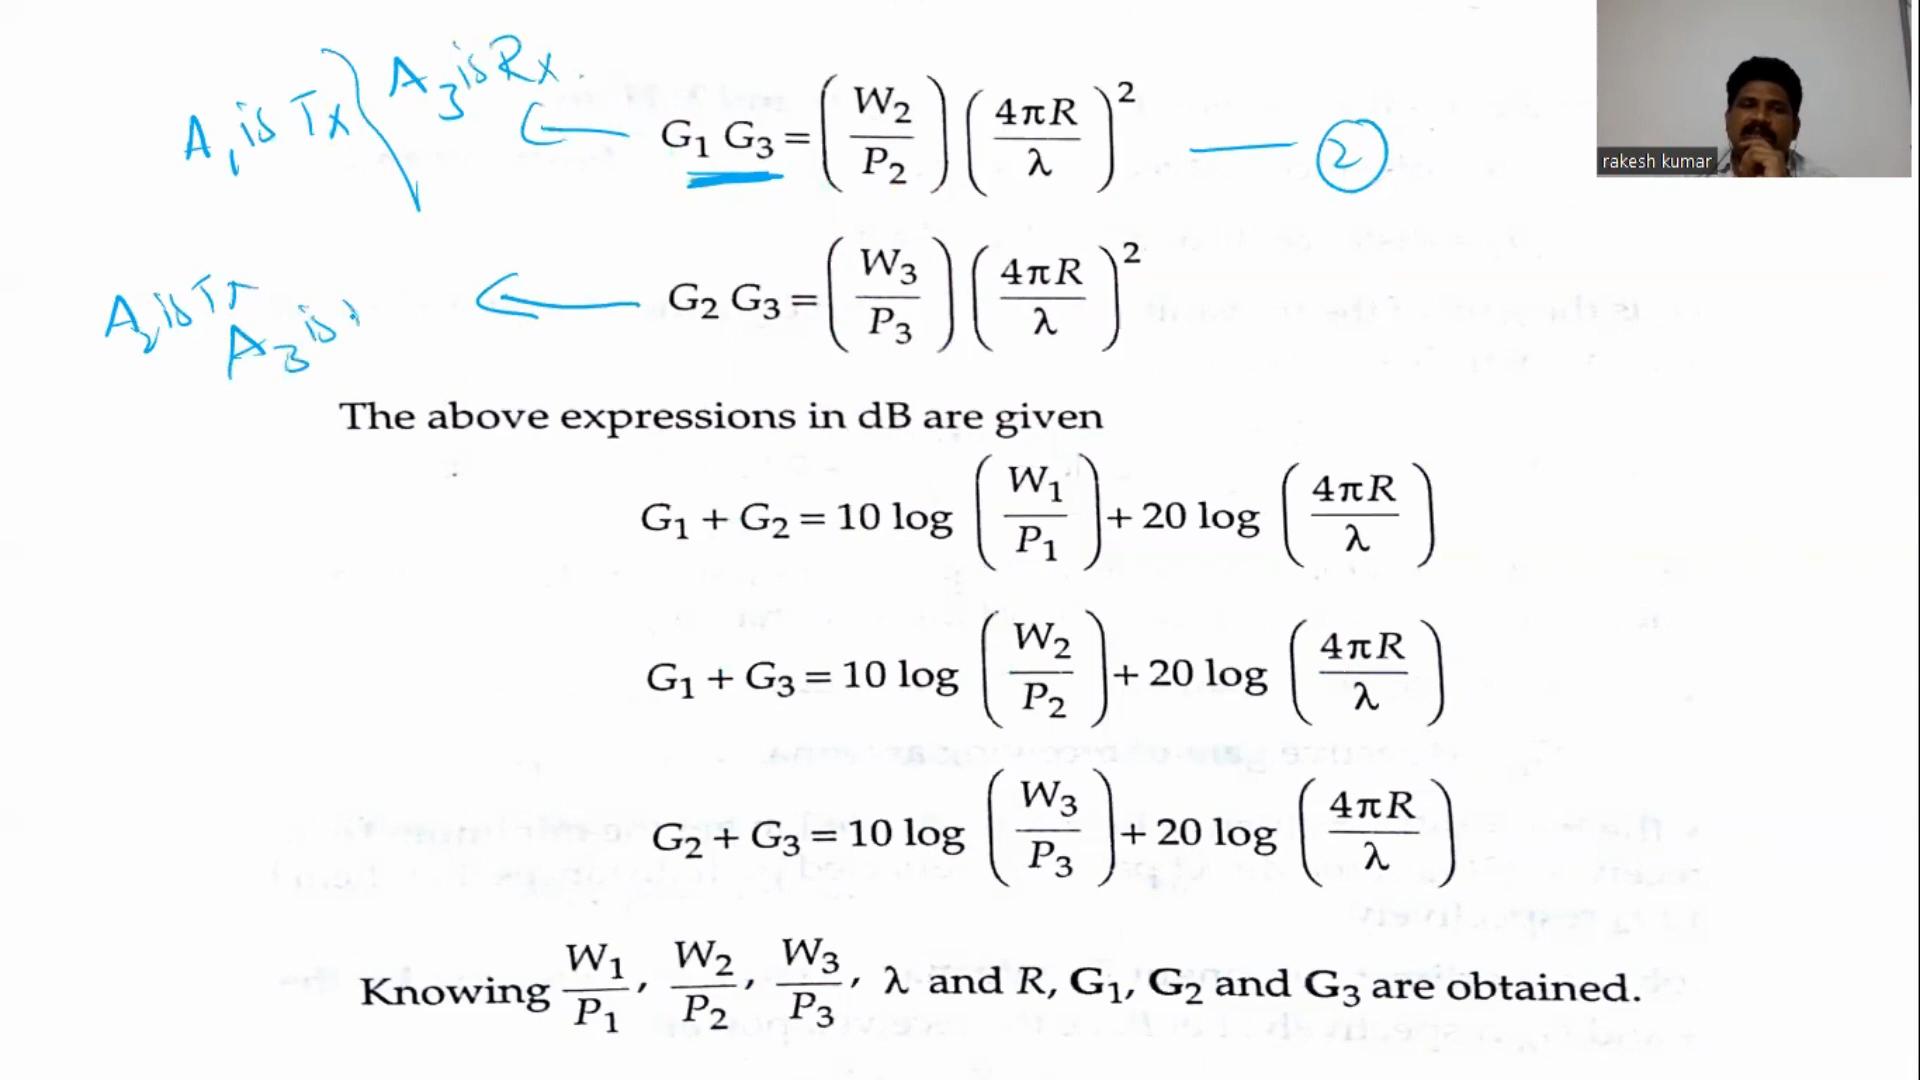 A₁ is Tx A₃ is Rx
G₁ G₃ = (W₂/P₂) (4πR/λ)² — ②
rakesh kumar
A₂ is Tr
A₃ is
G₂ G₃ = (W₃/P₃) (4πR/λ)²
The above expressions in dB are given
G₁ + G₂ = 10 log (W₁/P₁) + 20 log (4πR/λ)
G₁ + G₃ = 10 log (W₂/P₂) + 20 log (4πR/λ)
G₂ + G₃ = 10 log (W₃/P₃) + 20 log (4πR/λ)
Knowing W₁/P₁, W₂/P₂, W₃/P₃, λ and R, G₁, G₂ and G₃ are obtained.